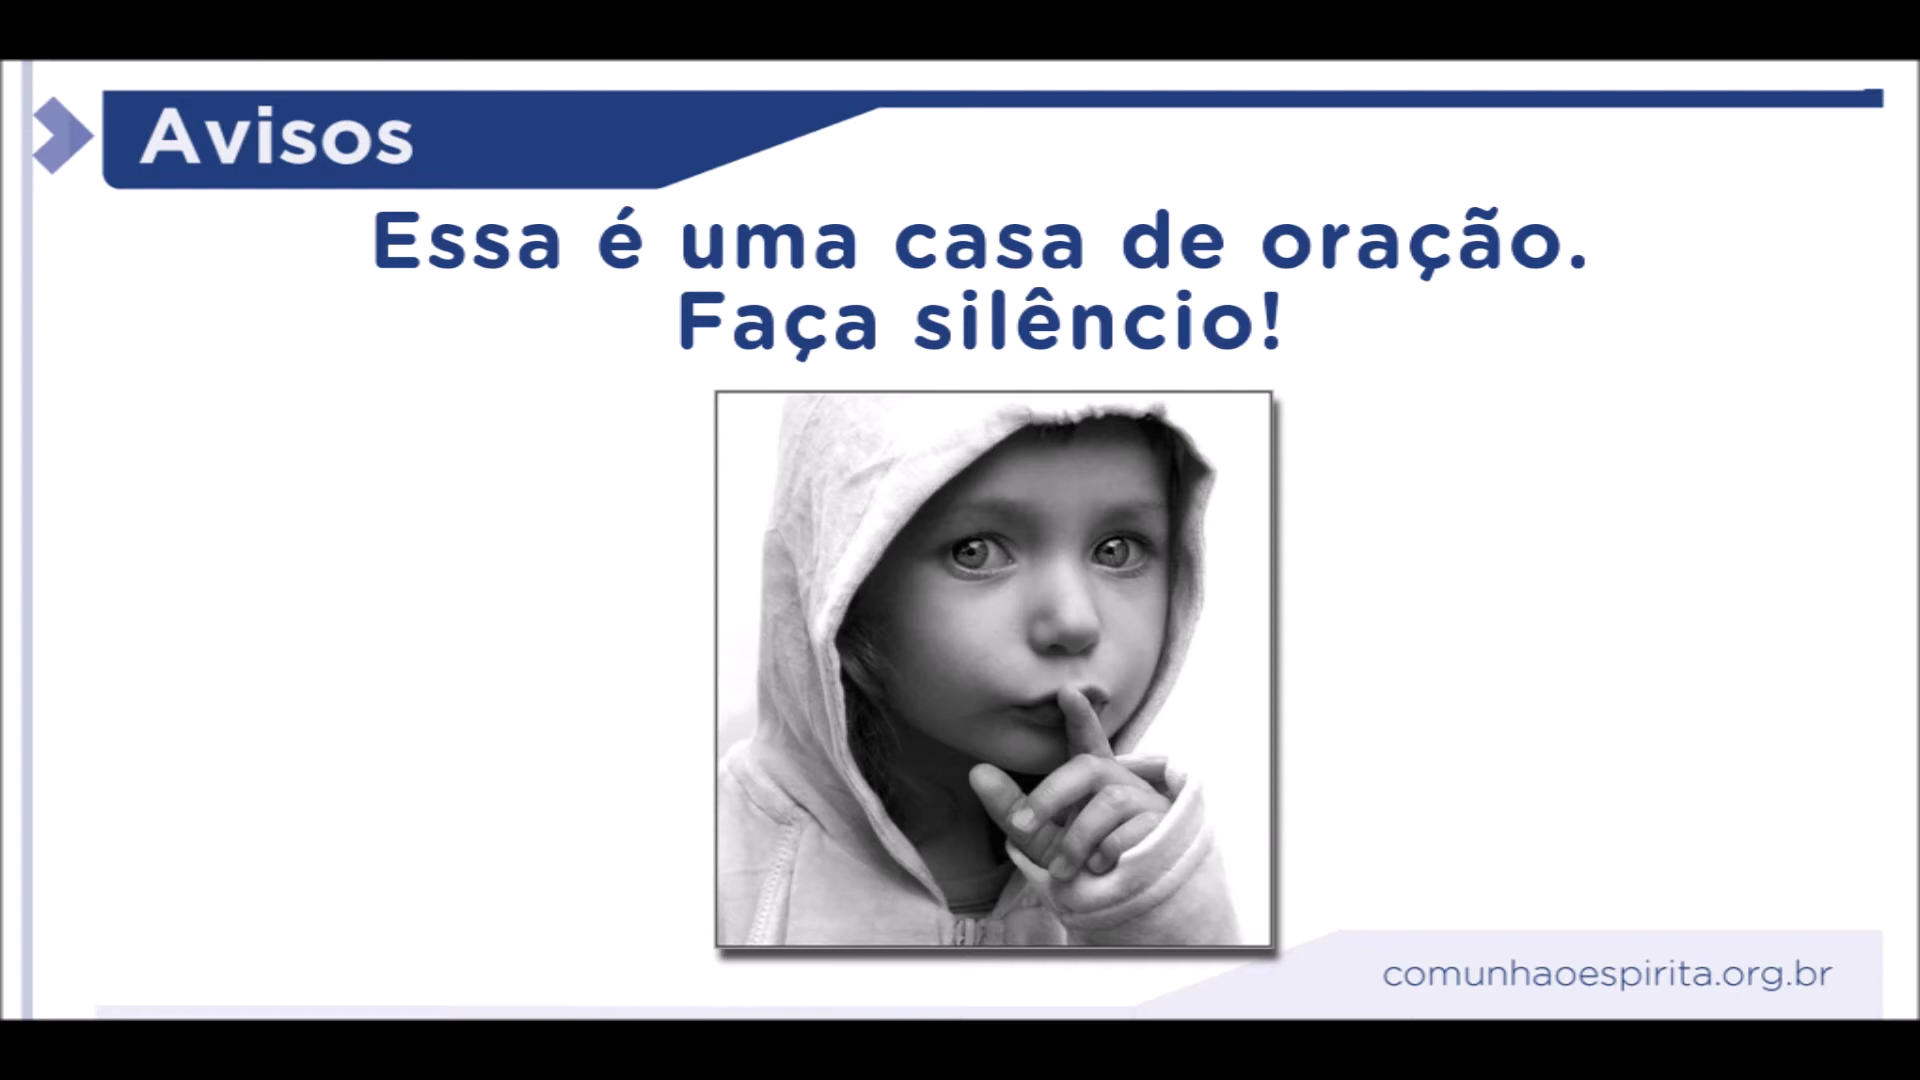 Avisos
Essa é uma casa de oração.
Faça silêncio!
comunhaoespirita.org.br